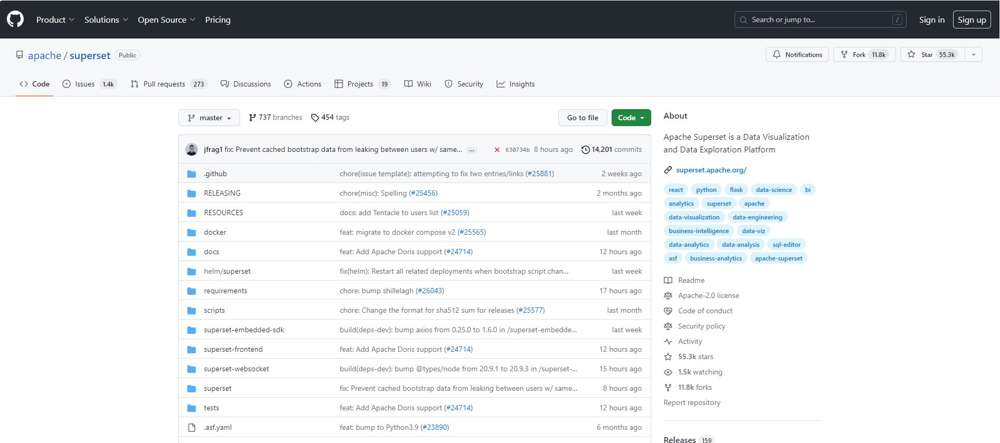 Product Solutions Open Source Pricing Search or jump to... / Sign in Sign up
apache / superset Public Notifications Fork 11.8k Star 55.3k
Code Issues 1.4k Pull requests 273 Discussions Actions Projects 19 Wiki Security Insights
master 737 branches 454 tags Go to file Code
jfrag1 fix: Prevent cached bootstrap data from leaking between users w/ same... ... 630734b 8 hours ago 14,201 commits
.github chore(issue template): attempting to fix two entries/links (#25881) 2 weeks ago
RELEASING chore(misc): Spelling (#25456) 2 months ago
RESOURCES docs: add Tentacle to users list (#25059) last week
docker feat: migrate to docker compose v2 (#25565) last month
docs feat: Add Apache Doris support (#24714) 12 hours ago
helm/superset fix(helm): Restart all related deployments when bootstrap script chan... last week
requirements chore: bump shillelagh (#26043) 17 hours ago
scripts chore: Change the format for sha512 sum for releases (#25577) last month
superset-embedded-sdk build(deps-dev): bump axios from 0.25.0 to 1.6.0 in /superset-embedde... last week
superset-frontend feat: Add Apache Doris support (#24714) 12 hours ago
superset-websocket build(deps-dev): bump @types/node from 20.9.1 to 20.9.3 in /superset-... 15 hours ago
superset fix: Prevent cached bootstrap data from leaking between users w/ same... 8 hours ago
tests feat: Add Apache Doris support (#24714) 12 hours ago
.asf.yaml feat: bump to Python3.9 (#23890) 6 months ago
About
Apache Superset is a Data Visualization
and Data Exploration Platform
superset.apache.org/
react python flask data-science bi
analytics superset apache
data-visualization data-engineering
business-intelligence data-viz
data-analytics data-analysis sql-editor
asf business-analytics apache-superset
Readme
Apache-2.0 license
Code of conduct
Security policy
Activity
55.3k stars
1.5k watching
11.8k forks
Report repository
Releases 159